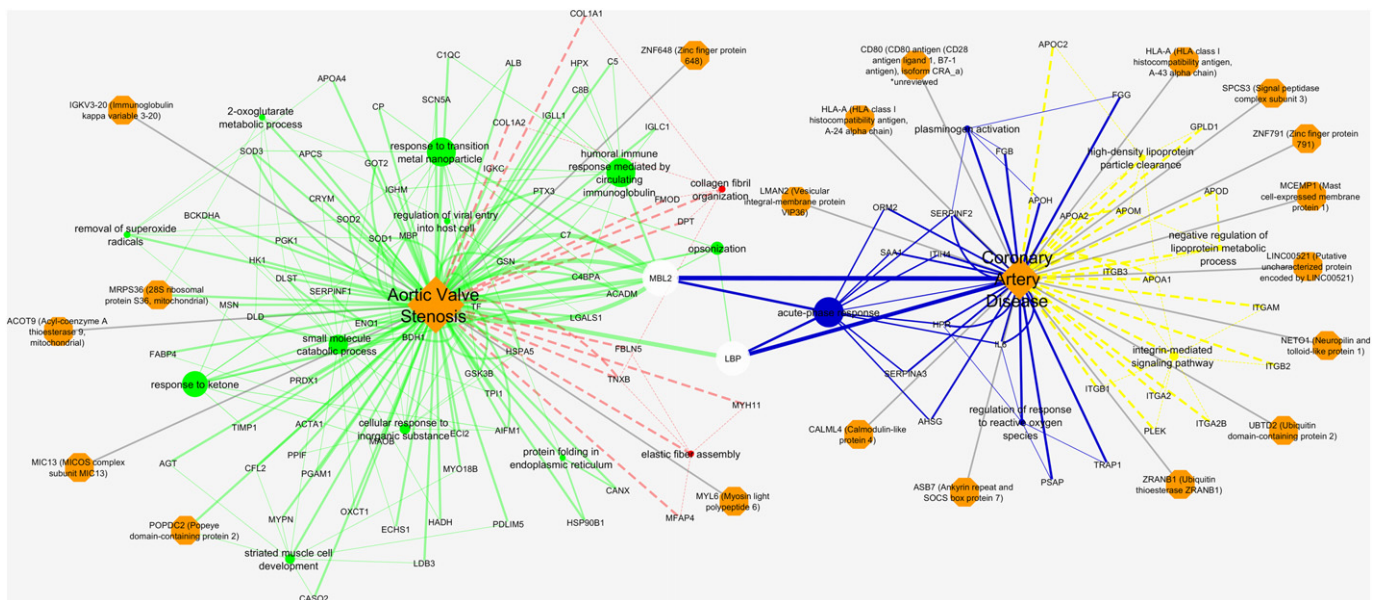 COL1A1
ZNF648 (Zinc finger protein
648)
CD80 (CD80 antigen (CD28
antigen ligand 1, B7-1
antigen), isoform CRA_a)
*unreviewed
APOC2
HLA-A (HLA class I
histocompatibility antigen,
A-43 alpha chain)
C1QC
ALB
HPX
C5
APOA4
SCN5A
C8B
IGKV3-20 (Immunoglobulin
kappa variable 3-20)
CP
IGLL1
SPCS3 (Signal peptidase
complex subunit 3)
FGG
HLA-A (HLA class I
histocompatibility antigen,
A-24 alpha chain)
2-oxoglutarate
metabolic process
COL1A2
IGLC1
plasminogen activation
GPLD1
ZNF791 (Zinc finger protein
791)
SOD3
APCS
GOT2
response to transition
metal nanoparticle
humoral immune
response mediated by
circulating
immunoglobulin
FGB
high-density lipoprotein
particle clearance
IGKC
IGHM
PTX3
collagen fibril
organization
FMOD
LMAN2 (Vesicular
integral-membrane protein
VIP36)
APOH
APOD
MCEMP1 (Mast
cell-expressed membrane
protein 1)
CRYM
BCKDHA
SOD2
regulation of viral entry
into host cell
DPT
ORM2
SERPINF2
APOA2
APOM
removal of superoxide
radicals
PGK1
SOD1
MBP
C7
opsonization
SAA1
ITIH4
negative regulation of
lipoprotein metabolic
process
HK1
GSN
DLST
C4BPA
MBL2
Coronary
Artery
Disease
ITGB3
APOA1
LINC00521 (Putative
uncharacterized protein
encoded by LINC00521)
MRPS36 (28S ribosomal
protein S36, mitochondrial)
SERPINF1
Aortic Valve
Stenosis
ACADM
MSN
TF
ITGAM
ACOT9 (Acyl-coenzyme A
thioesterase 9,
mitochondrial)
DLD
ENO1
LGALS1
acute-phase response
HPR
BDH1
small molecule
catabolic process
FABP4
HSPA5
FBLN5
LBP
IL6
NETO1 (Neuropilin and
tolloid-like protein 1)
integrin-mediated
signaling pathway
ITGB2
response to ketone
PRDX1
GSK3B
TNXB
SERPINA3
ITGB1
ITGA2
TPI1
MYH11
TIMP1
ACTA1
cellular response to
inorganic substance
AHSG
regulation of response
to reactive oxygen
species
ITGA2B
PLEK
UBTD2 (Ubiquitin
domain-containing protein 2)
CALML4 (Calmodulin-like
protein 4)
ECI2
AIFM1
MAOB
PPIF
AGT
CFL2
PGAM1
MYO18B
protein folding in
endoplasmic reticulum
elastic fiber assembly
TRAP1
MIC13 (MICOS complex
subunit MIC13)
PSAP
ZRANB1 (Ubiquitin
thioesterase ZRANB1)
ASB7 (Ankyrin repeat and
SOCS box protein 7)
CANX
MYL6 (Myosin light
polypeptide 6)
OXCT1
MYPN
HADH
PDLIM5
HSP90B1
MFAP4
ECHS1
POPDC2 (Popeye
domain-containing protein 2)
striated muscle cell
development
LDB3
CASQ2